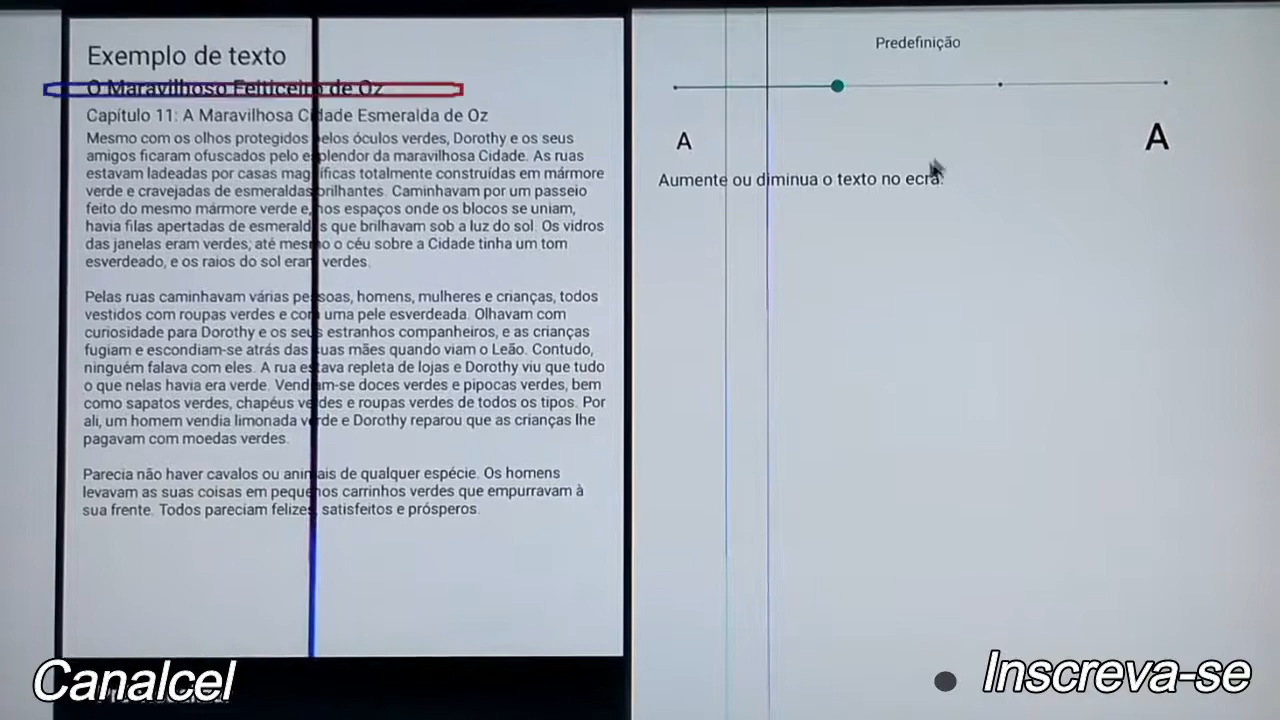 Exemplo de texto
O Maravilhoso Feiticeiro de Oz
Capítulo 11: A Maravilhosa Cidade Esmeralda de Oz
Mesmo com os olhos protegidos pelos óculos verdes, Dorothy e os seus
amigos ficaram ofuscados pelo esplendor da maravilhosa Cidade. As ruas
estavam ladeadas por casas magníficas totalmente construídas em mármore
verde e cravejadas de esmeraldas brilhantes. Caminhavam por um passeio
feito do mesmo mármore verde e, nos espaços onde os blocos se uniam,
havia filas apertadas de esmeraldas que brilhavam sob a luz do sol. Os vidros
das janelas eram verdes; até mesmo o céu sobre a Cidade tinha um tom
esverdeado, e os raios do sol eram verdes.
Pelas ruas caminhavam várias pessoas, homens, mulheres e crianças, todos
vestidos com roupas verdes e com uma pele esverdeada. Olhavam com
curiosidade para Dorothy e os seus estranhos companheiros, e as crianças
fugiam e escondiam-se atrás das suas mães quando viam o Leão. Contudo,
ninguém falava com eles. A rua estava repleta de lojas e Dorothy viu que tudo
o que nelas havia era verde. Vendiam-se doces verdes e pipocas verdes, bem
como sapatos verdes, chapéus verdes e roupas verdes de todos os tipos. Por
ali, um homem vendia limonada verde e Dorothy reparou que as crianças lhe
pagavam com moedas verdes.
Parecia não haver cavalos ou animais de qualquer espécie. Os homens
levavam as suas coisas em pequenos carrinhos verdes que empurravam à
sua frente. Todos pareciam felizes, satisfeitos e prósperos.
Predefinição
A
A
Aumente ou diminua o texto no ecrã.
Canalcel
Inscreva-se